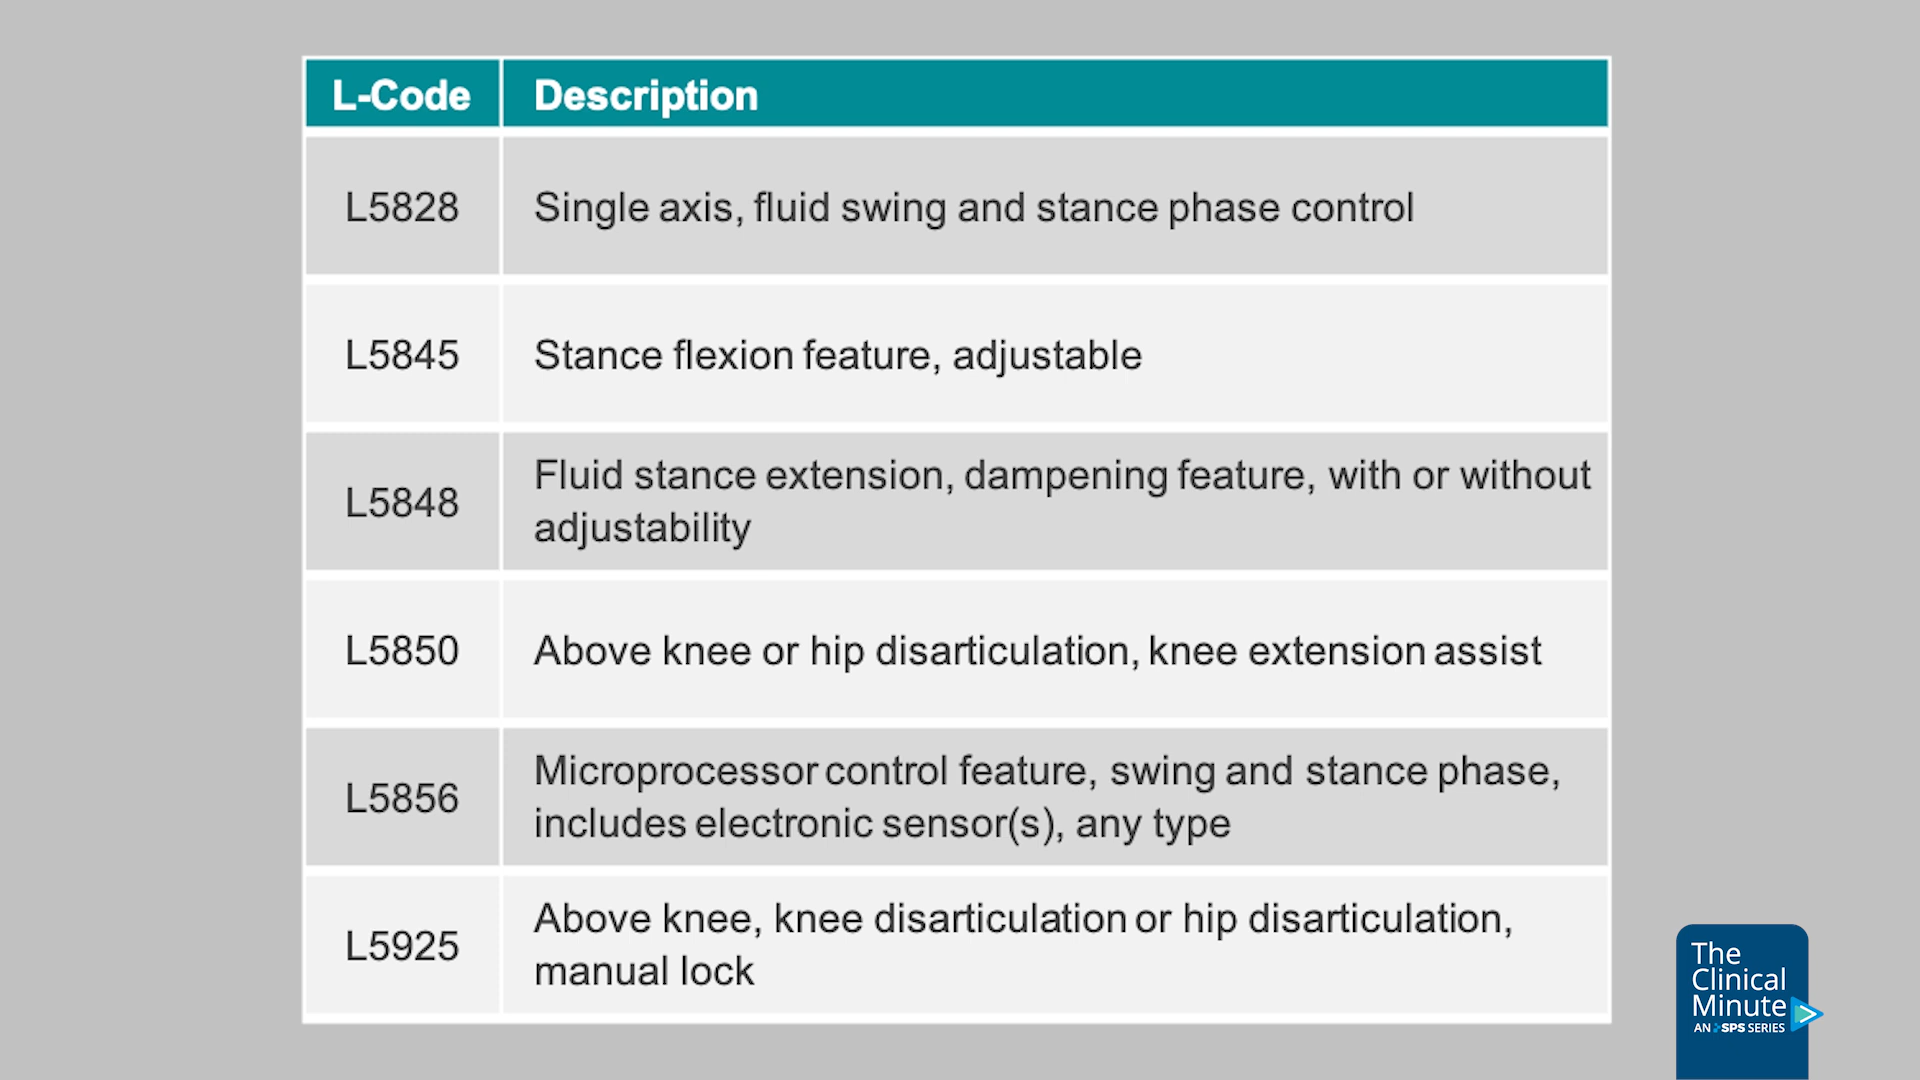 L-Code Description
L5828 Single axis, fluid swing and stance phase control
L5845 Stance flexion feature, adjustable
L5848 Fluid stance extension, dampening feature, with or without
adjustability
L5850 Above knee or hip disarticulation, knee extension assist
L5856 Microprocessor control feature, swing and stance phase,
includes electronic sensor(s), any type
L5925 Above knee, knee disarticulation or hip disarticulation,
manual lock
The
Clinical
Minute
AN SPS SERIES